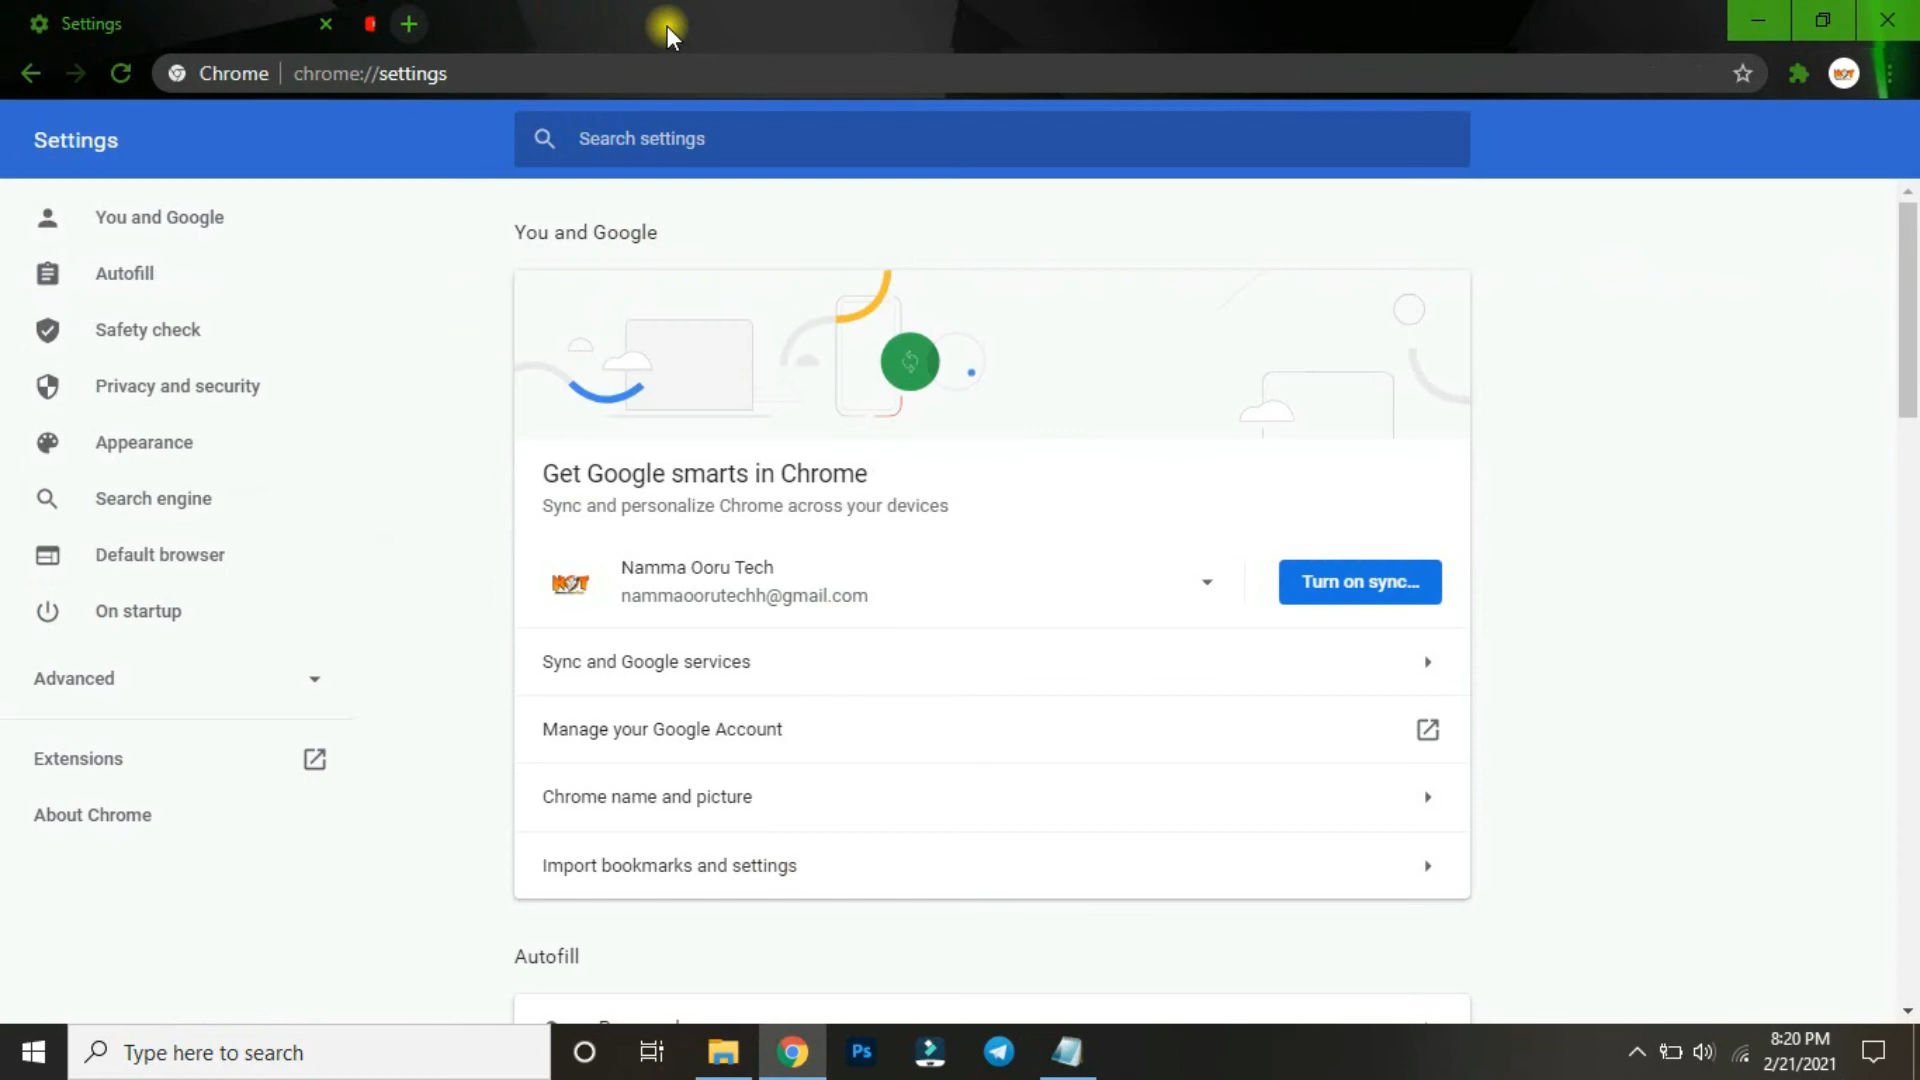 Settings
Chrome
chrome://settings
Settings
Search settings
You and Google
Autofill
Safety check
Privacy and security
Appearance
Search engine
Default browser
On startup
Advanced
Extensions
About Chrome
You and Google
Get Google smarts in Chrome
Sync and personalize Chrome across your devices
NOT
Namma Ooru Tech
nammaoorutechh@gmail.com
Turn on sync...
Sync and Google services
Manage your Google Account
Chrome name and picture
Import bookmarks and settings
Autofill
Type here to search
Ps
8:20 PM
2/21/2021